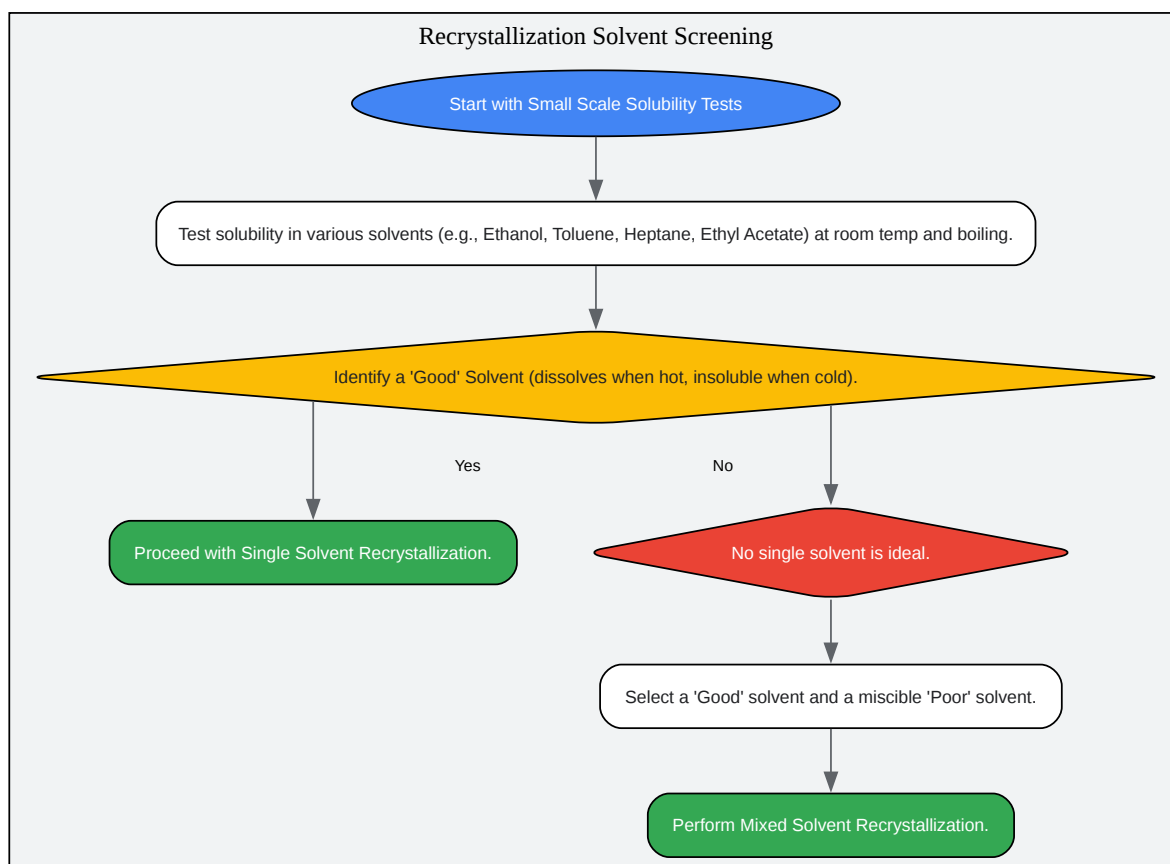 Recrystallization Solvent Screening
Start with Small Scale Solubility Tests
Test solubility in various solvents (e.g., Ethanol, Toluene, Heptane, Ethyl Acetate) at room temp and boiling.
Identify a 'Good' Solvent (dissolves when hot, insoluble when cold).
Yes
No
Proceed with Single Solvent Recrystallization.
No single solvent is ideal.
Select a 'Good' solvent and a miscible 'Poor' solvent.
Perform Mixed Solvent Recrystallization.